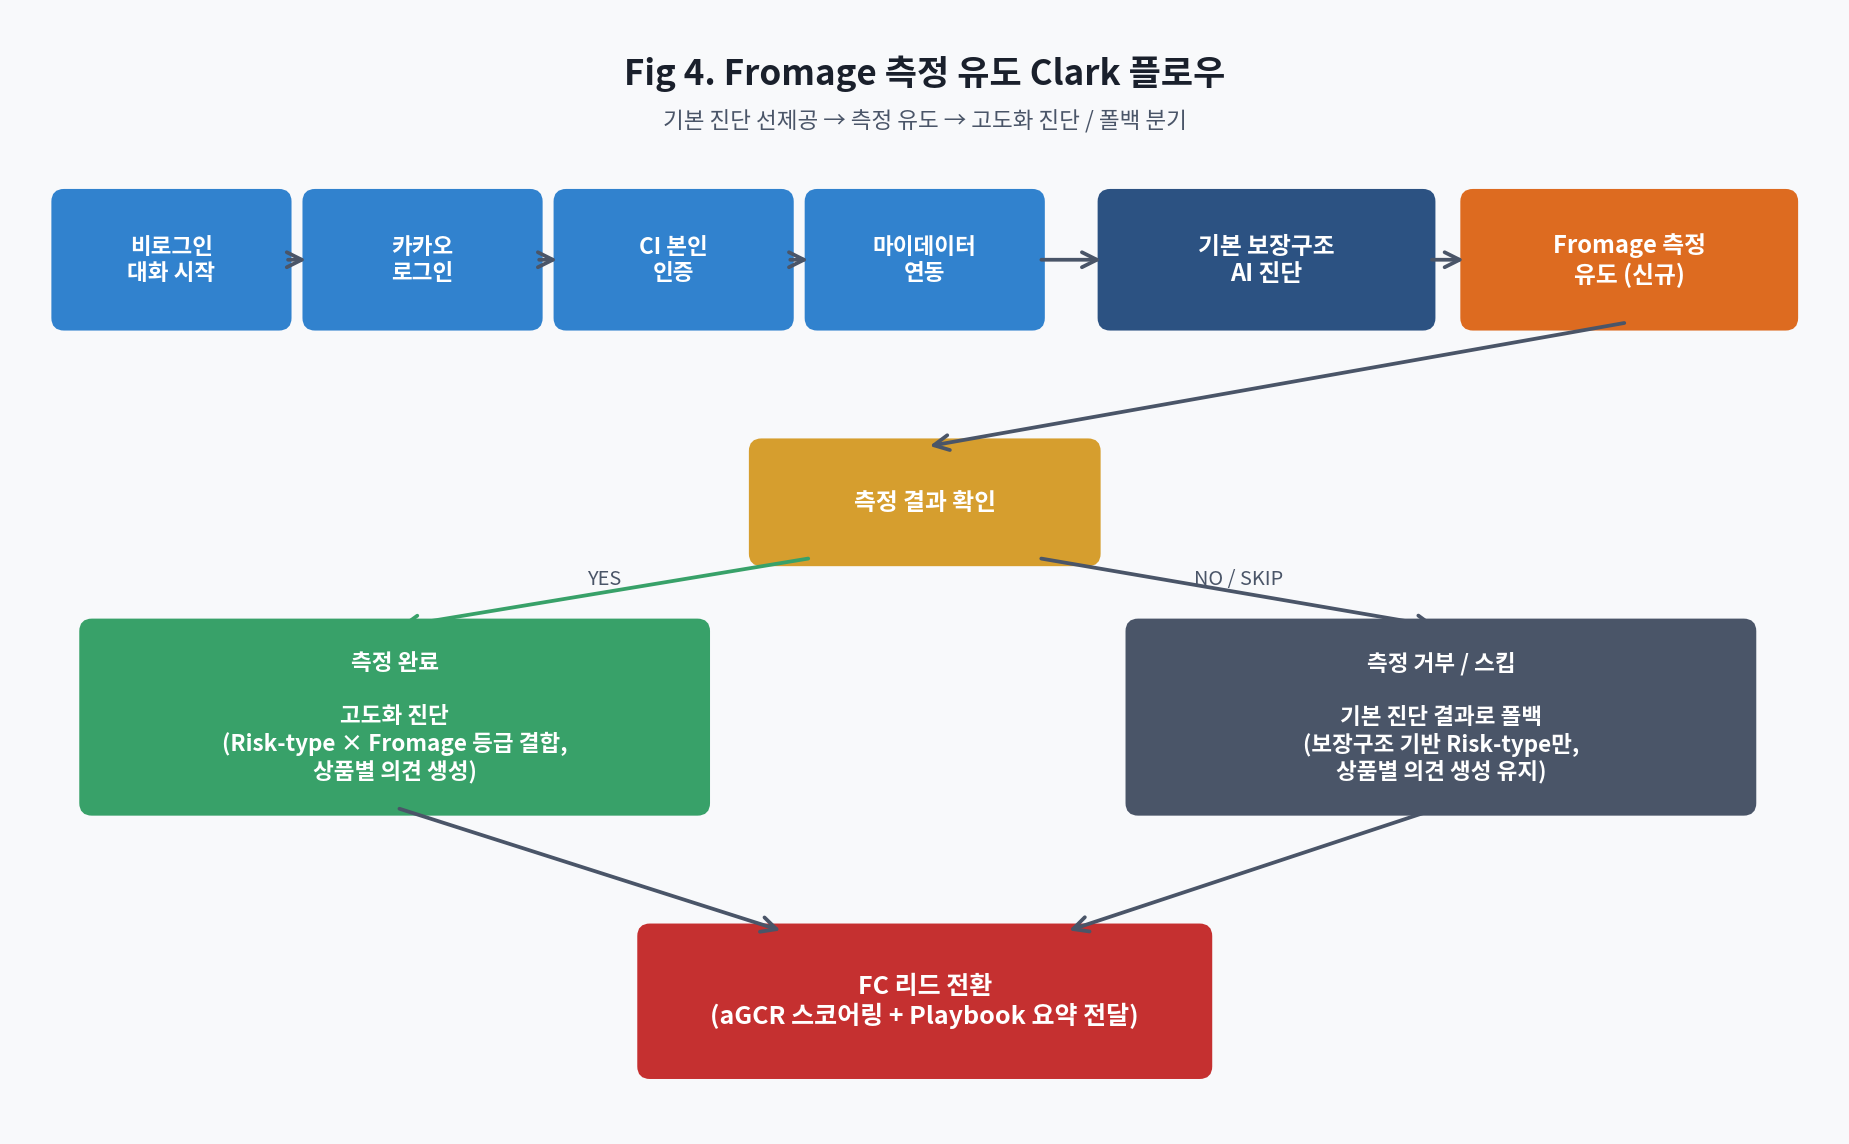 Fig 4. Fromage 측정 유도 Clark 플로우
기본 진단 선제공 → 측정 유도 → 고도화 진단 / 폴백 분기
비로그인
대화 시작
카카오
로그인
CI 본인
인증
마이데이터
연동
기본 보장구조
AI 진단
Fromage 측정
유도 (신규)
측정 결과 확인
YES
NO / SKIP
측정 완료
고도화 진단
(Risk-type × Fromage 등급 결합,
상품별 의견 생성)
측정 거부 / 스킵
기본 진단 결과로 폴백
(보장구조 기반 Risk-type만,
상품별 의견 생성 유지)
FC 리드 전환
(aGCR 스코어링 + Playbook 요약 전달)